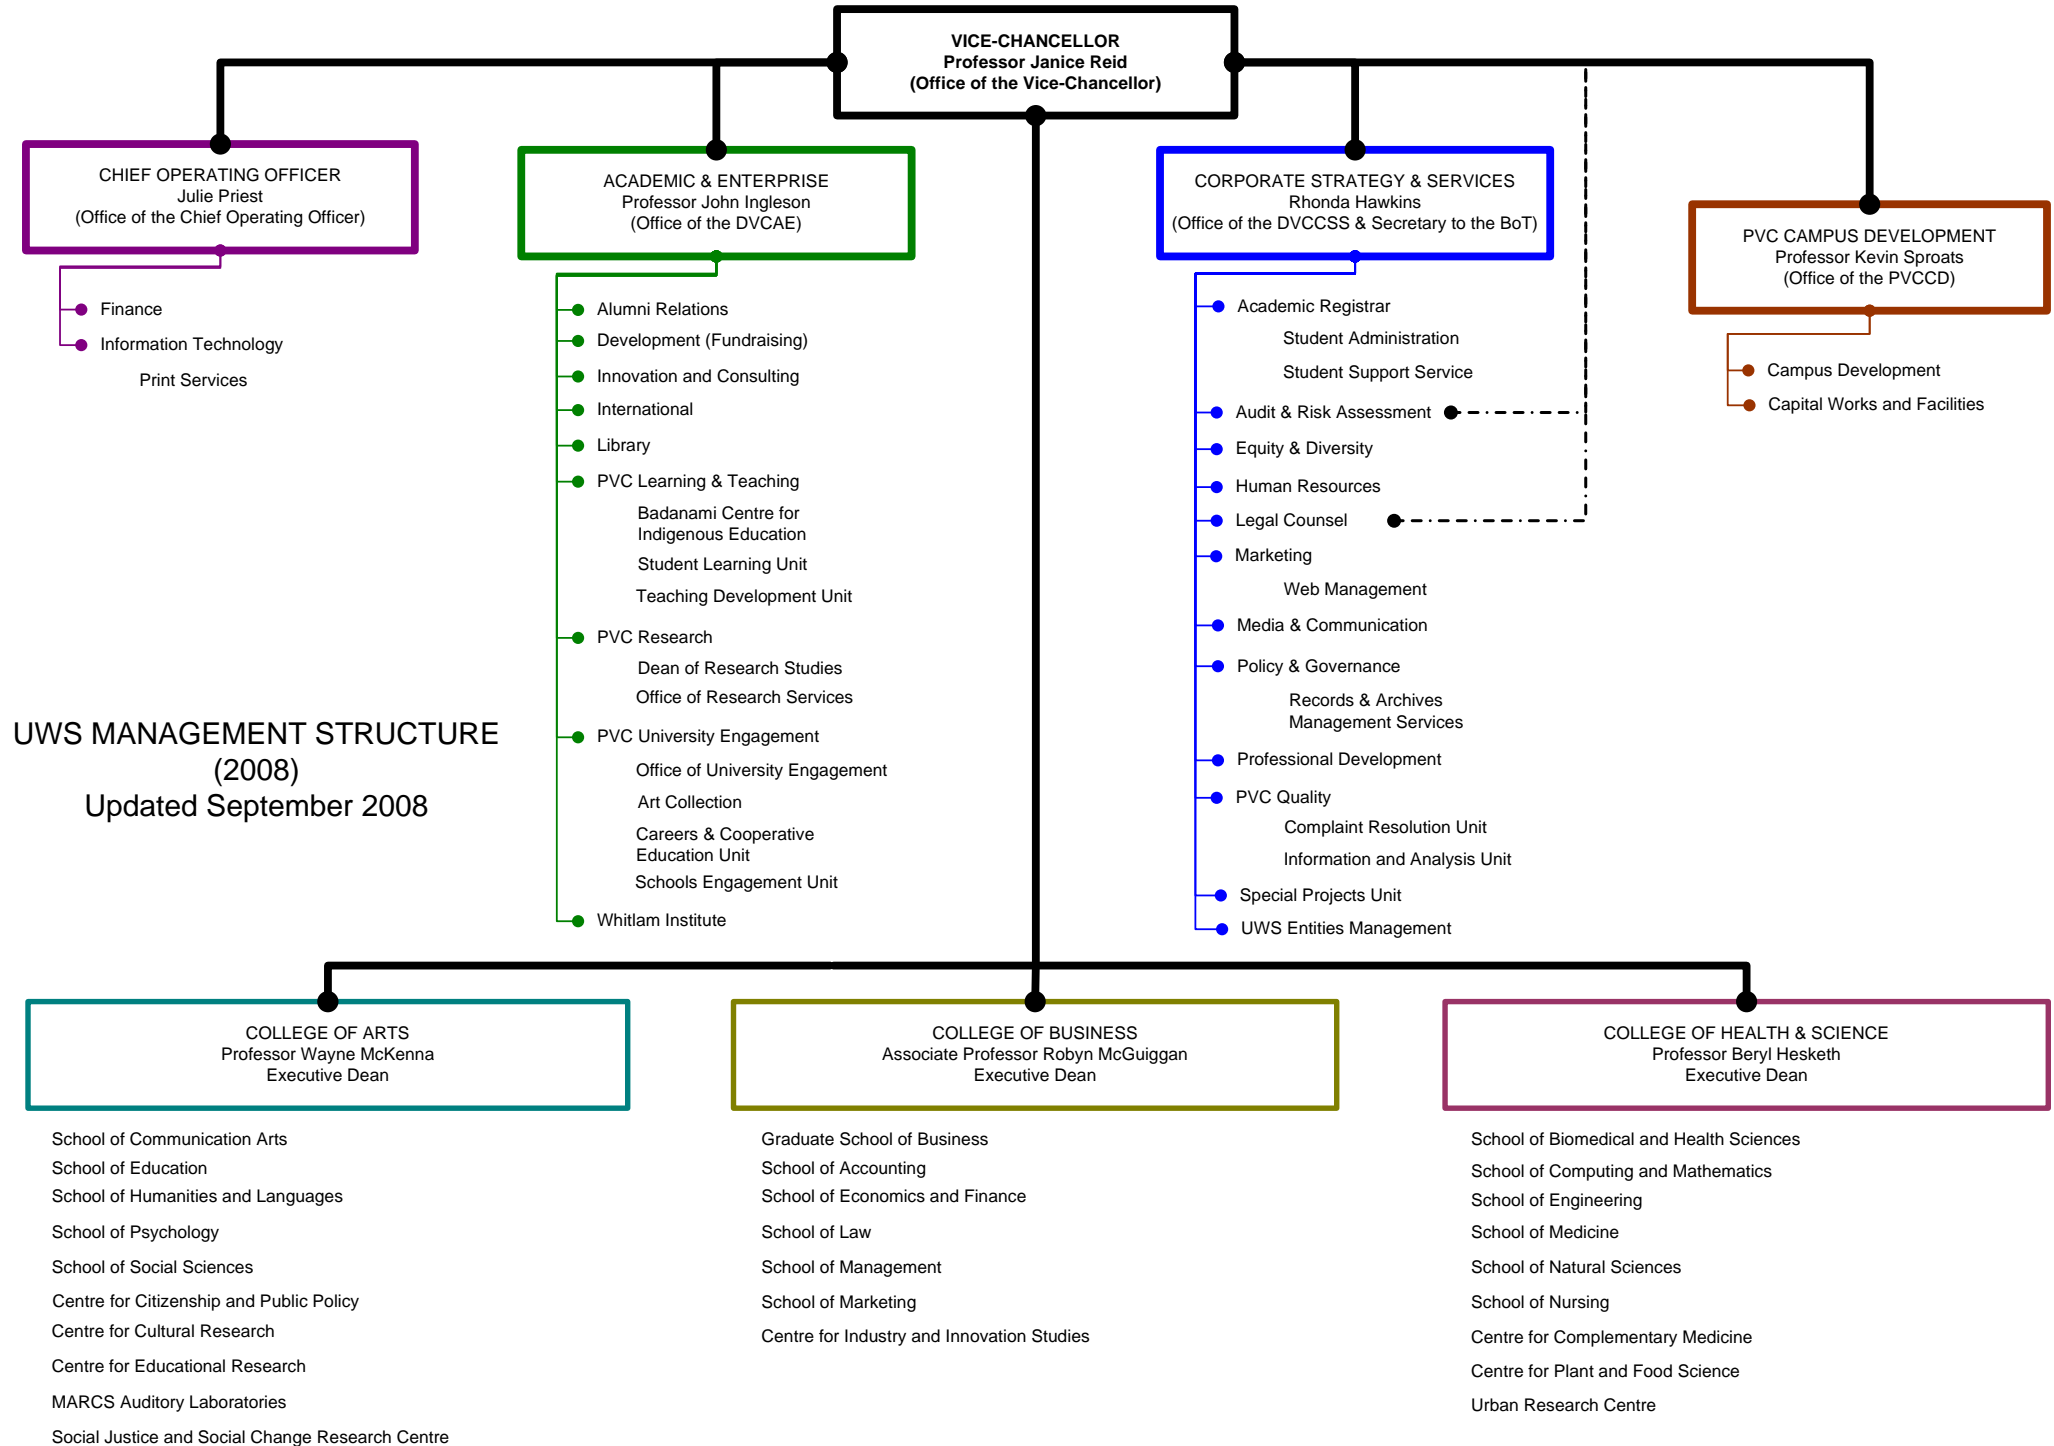 VICE-CHANCELLOR
Professor Janice Reid
(Office of the Vice-Chancellor)
CHIEF OPERATING OFFICER
Julie Priest
(Office of the Chief Operating Officer)
Finance
Information Technology
Print Services
ACADEMIC & ENTERPRISE
Professor John Ingleson
(Office of the DVCAE)
Alumni Relations
Development (Fundraising)
Innovation and Consulting
International
Library
PVC Learning & Teaching
Badanami Centre for
Indigenous Education
Student Learning Unit
Teaching Development Unit
PVC Research
Dean of Research Studies
Office of Research Services
PVC University Engagement
Office of University Engagement
Art Collection
Careers & Cooperative
Education Unit
Schools Engagement Unit
Whitlam Institute
CORPORATE STRATEGY & SERVICES
Rhonda Hawkins
(Office of the DVCCSS & Secretary to the BoT)
Academic Registrar
Student Administration
Student Support Service
Audit & Risk Assessment
Equity & Diversity
Human Resources
Legal Counsel
Marketing
Web Management
Media & Communication
Policy & Governance
Records & Archives
Management Services
Professional Development
PVC Quality
Complaint Resolution Unit
Information and Analysis Unit
Special Projects Unit
UWS Entities Management
PVC CAMPUS DEVELOPMENT
Professor Kevin Sproats
(Office of the PVCCD)
Campus Development
Capital Works and Facilities
UWS MANAGEMENT STRUCTURE
(2008)
Updated September 2008
COLLEGE OF ARTS
Professor Wayne McKenna
Executive Dean
School of Communication Arts
School of Education
School of Humanities and Languages
School of Psychology
School of Social Sciences
Centre for Citizenship and Public Policy
Centre for Cultural Research
Centre for Educational Research
MARCS Auditory Laboratories
Social Justice and Social Change Research Centre
COLLEGE OF BUSINESS
Associate Professor Robyn McGuiggan
Executive Dean
Graduate School of Business
School of Accounting
School of Economics and Finance
School of Law
School of Management
School of Marketing
Centre for Industry and Innovation Studies
COLLEGE OF HEALTH & SCIENCE
Professor Beryl Hesketh
Executive Dean
School of Biomedical and Health Sciences
School of Computing and Mathematics
School of Engineering
School of Medicine
School of Natural Sciences
School of Nursing
Centre for Complementary Medicine
Centre for Plant and Food Science
Urban Research Centre